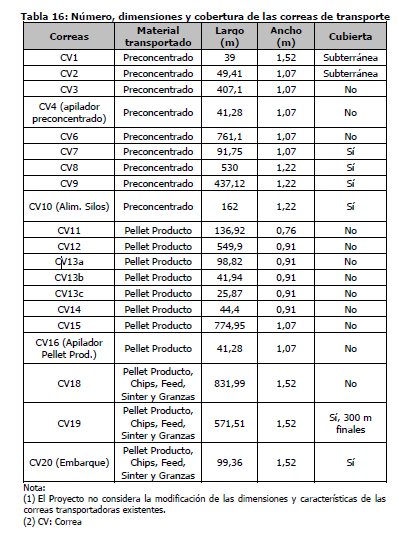 Tabla 16: Número, dimensiones y cobertura de las correas de transporte
Correas Material transportado Largo (m) Ancho (m) Cubierta
CV1 Preconcentrado 39 1,52 Subterránea
CV2 Preconcentrado 49,41 1,07 Subterránea
CV3 Preconcentrado 407,1 1,07 No
CV4 (apilador preconcentrado) Preconcentrado 41,28 1,07 No
CV6 Preconcentrado 761,1 1,07 No
CV7 Preconcentrado 91,75 1,07 Sí
CV8 Preconcentrado 530 1,22 Sí
CV9 Preconcentrado 437,12 1,22 Sí
CV10 (Alim. Silos) Preconcentrado 162 1,22 Sí
CV11 Pellet Producto 136,92 0,76 No
CV12 Pellet Producto 549,9 0,91 No
CV13a Pellet Producto 98,82 0,91 No
CV13b Pellet Producto 41,94 0,91 No
CV13c Pellet Producto 25,87 0,91 No
CV14 Pellet Producto 44,4 0,91 No
CV15 Pellet Producto 774,95 1,07 No
CV16 (Apilador Pellet Prod.) Pellet Producto 41,28 1,07 No
CV18 Pellet Producto, Chips, Feed, Sinter y Granzas 831,99 1,52 No
CV19 Pellet Producto, Chips, Feed, Sinter y Granzas 571,51 1,52 Sí, 300 m finales
CV20 (Embarque) Pellet Producto, Chips, Feed, Sinter y Granzas 99,36 1,52 Sí
Nota:
(1) El Proyecto no considera la modificación de las dimensiones y características de las
correas transportadoras existentes.
(2) CV: Correa